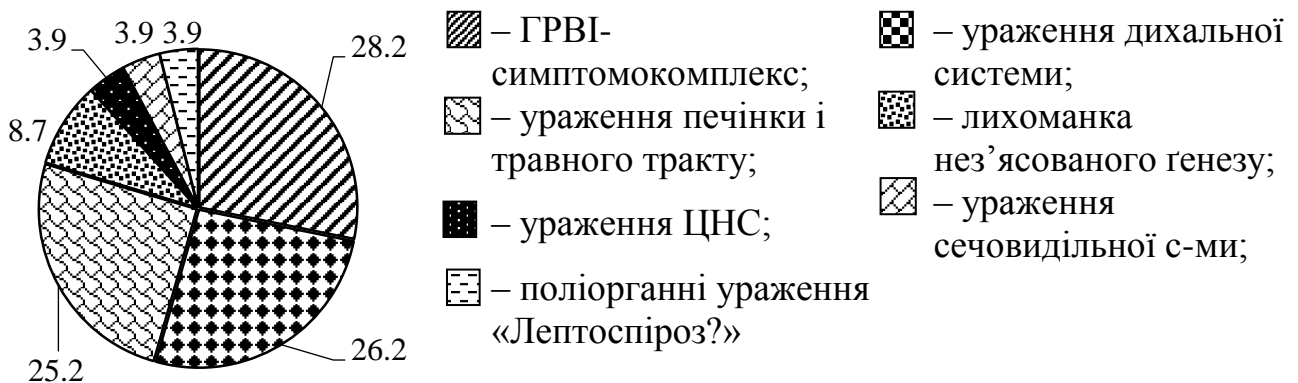 3.9
3.9
3.9
28.2
8.7
25.2
26.2
– ГРВІ-
симптомокомплекс;
– ураження печінки і
травного тракту;
– ураження ЦНС;
– поліорганні ураження
«Лептоспіроз?»
– ураження дихальної
системи;
– лихоманка
нез’ясованого ґенезу;
– ураження
сечовидільної с-ми;